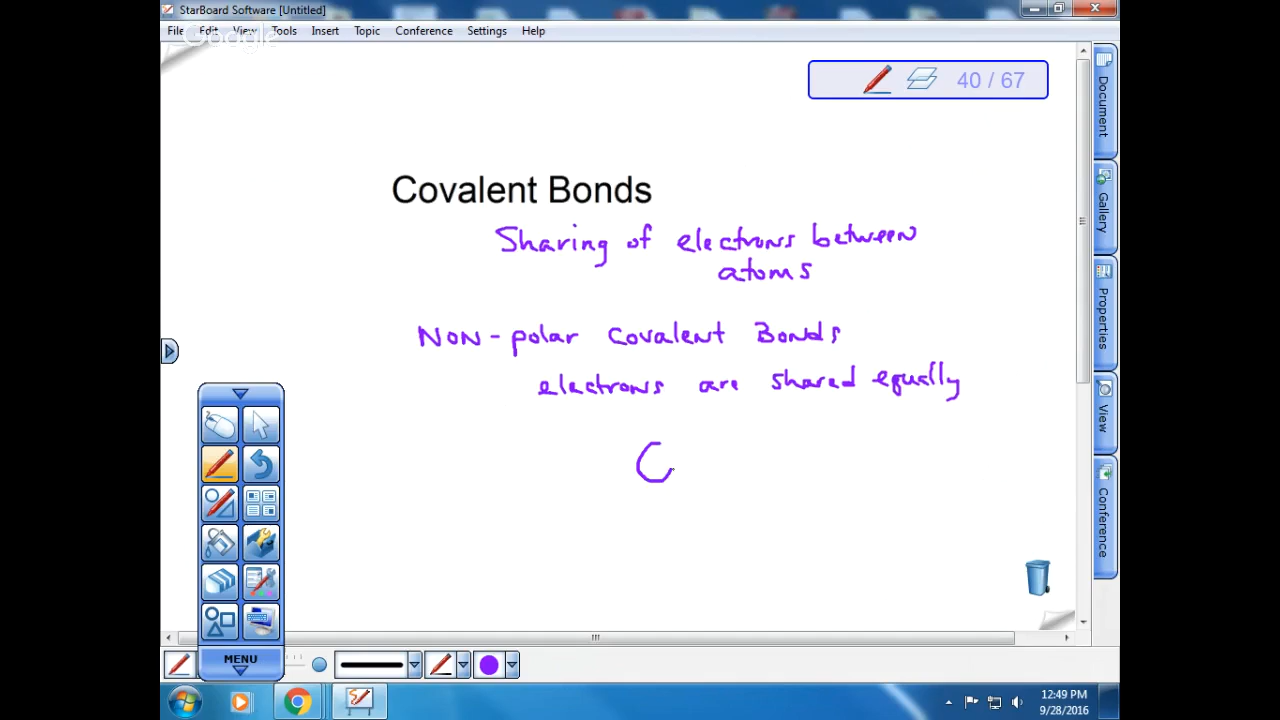 StarBoard Software [Untitled]
File Edit View Tools Insert Topic Conference Settings Help
Google
40 / 67
Document
Gallery
Properties
View
Conference
Covalent Bonds
Sharing of electrons between
atoms
Non-polar Covalent Bonds
electrons are shared equally
C
MENU
12:49 PM
9/28/2016